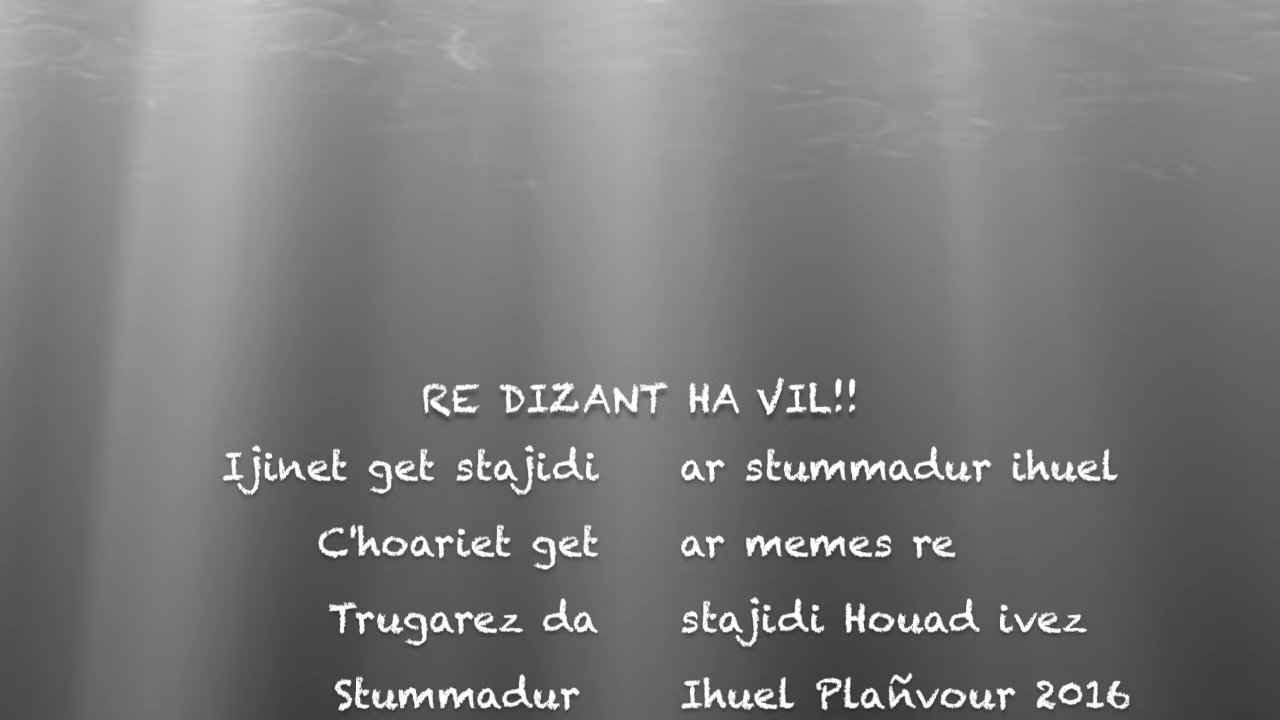 RE DIZANT HA VIL!!
Ijinet get stajidi ar stummadur ihuel
C'hoariet get ar memes re
Trugarez da stajidi Houad ivez
Stummadur Ihuel Plañvour 2016